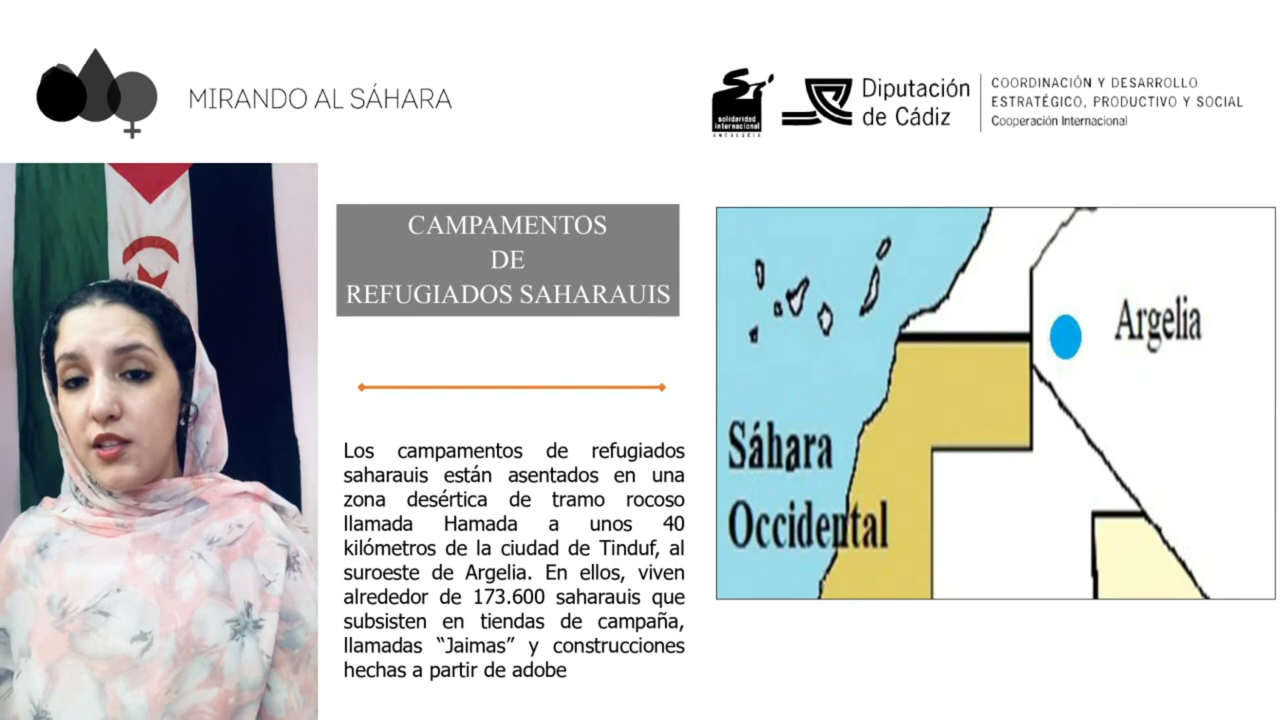 MIRANDO AL SÁHARA
solidaridad
internacional
ANDALUCÍA
Diputación
de Cádiz
COORDINACIÓN Y DESARROLLO
ESTRATÉGICO, PRODUCTIVO Y SOCIAL
Cooperación Internacional
CAMPAMENTOS
DE
REFUGIADOS SAHARAUIS
Los campamentos de refugiados
saharauis están asentados en una
zona desértica de tramo rocoso
llamada Hamada a unos 40
kilómetros de la ciudad de Tinduf, al
suroeste de Argelia. En ellos, viven
alrededor de 173.600 saharauis que
subsisten en tiendas de campaña,
llamadas “Jaimas” y construcciones
hechas a partir de adobe
Argelia
Sáhara
Occidental